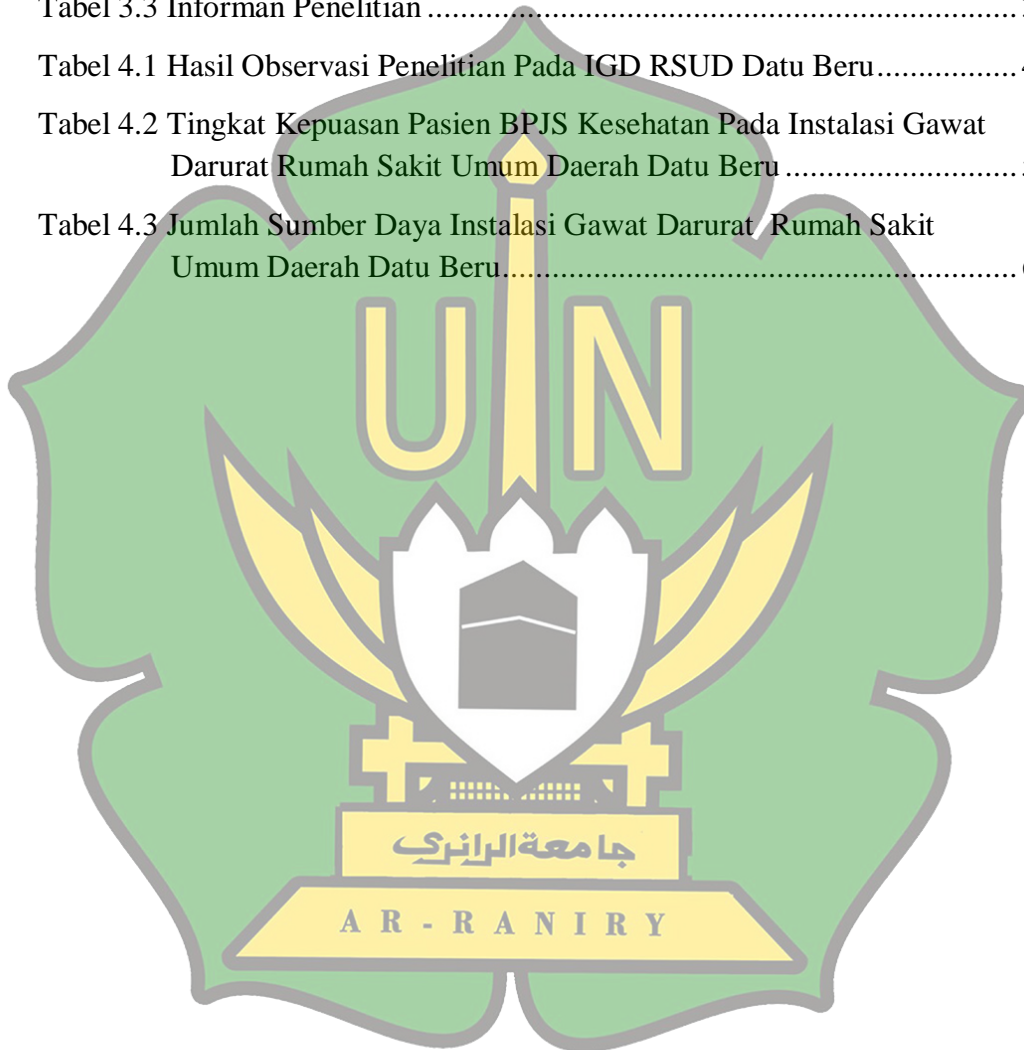 Tabel 3.3 Informan Penelitian ....................................................................
Tabel 4.1 Hasil Observasi Penelitian Pada IGD RSUD Datu Beru................
Tabel 4.2 Tingkat Kepuasan Pasien BPJS Kesehatan Pada Instalasi Gawat
Darurat Rumah Sakit Umum Daerah Datu Beru ...........................
Tabel 4.3 Jumlah Sumber Daya Instalasi Gawat Darurat Rumah Sakit
Umum Daerah Datu Beru............................................................
UIN
جامعة الرانري
AR-RANIRY